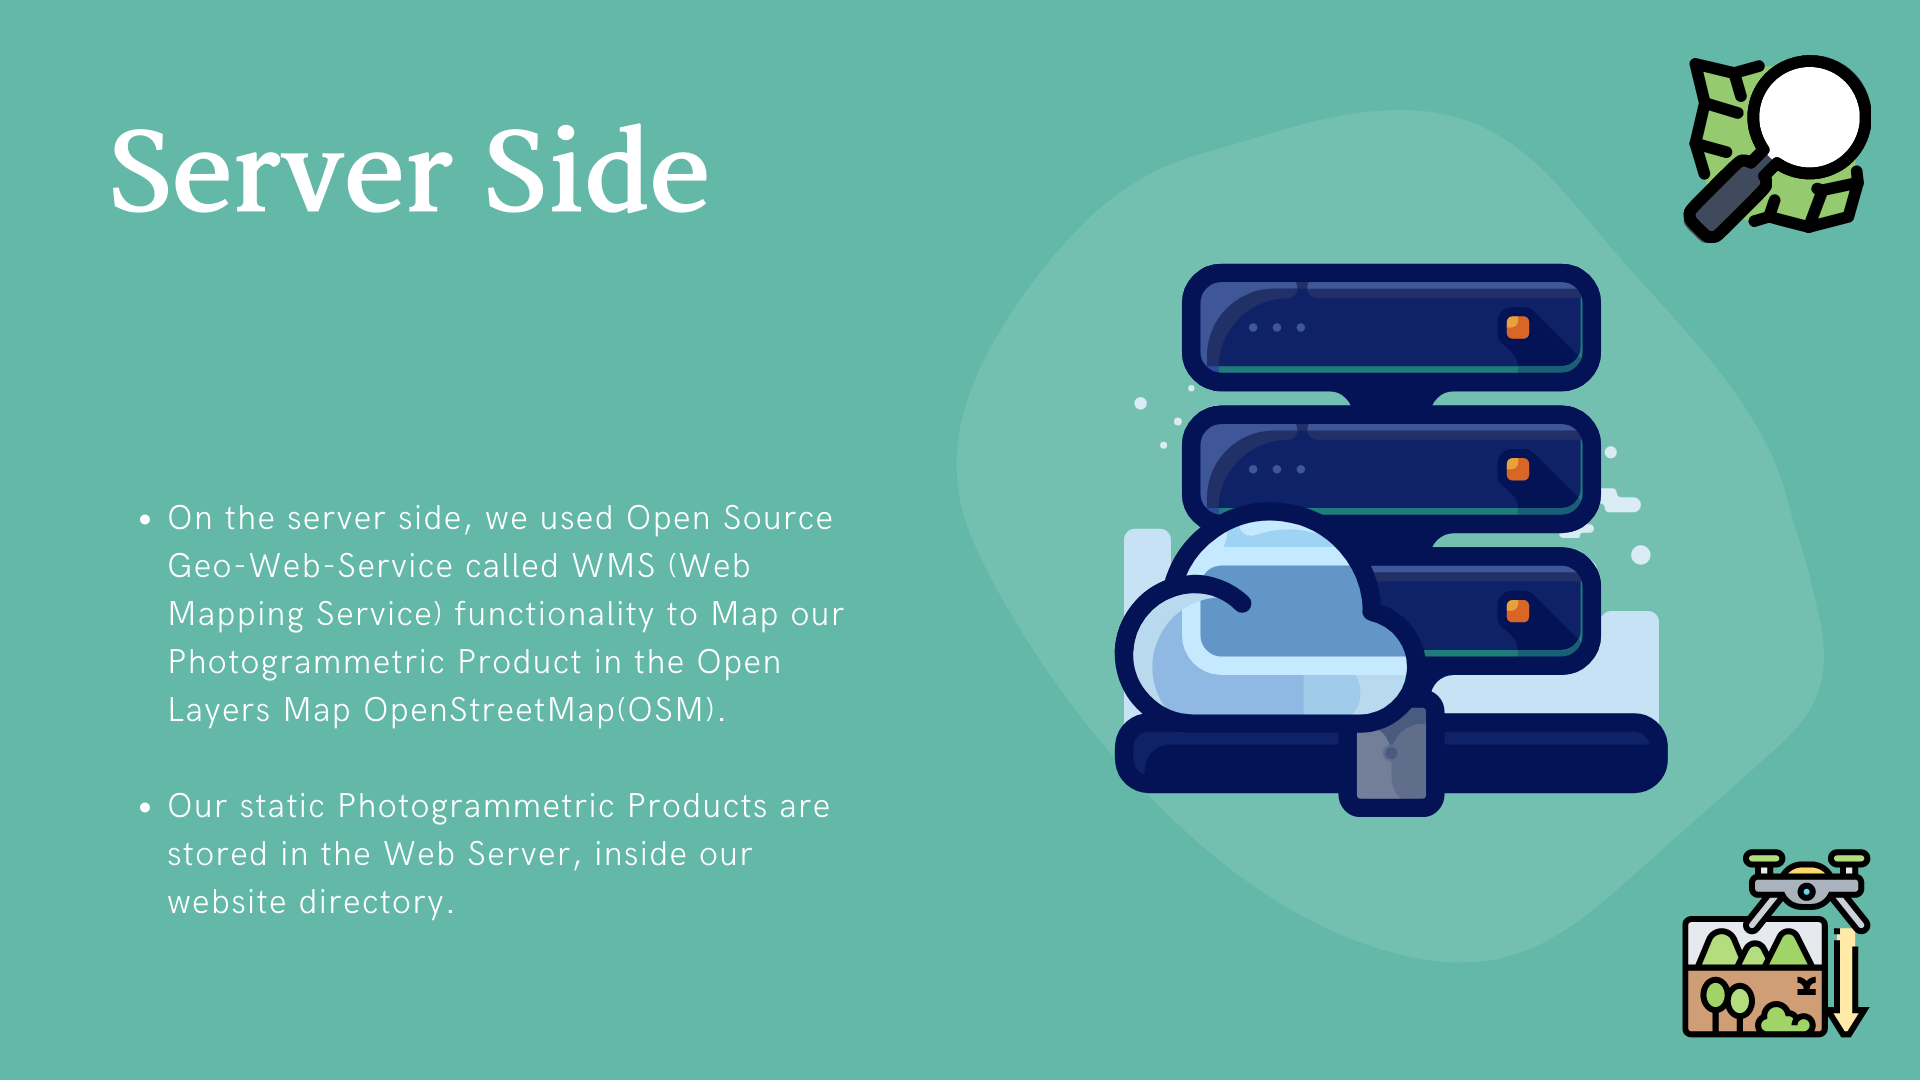 Server Side
• On the server side, we used Open Source
Geo-Web-Service called WMS (Web
Mapping Service) functionality to Map our
Photogrammetric Product in the Open
Layers Map OpenStreetMap(OSM).
• Our static Photogrammetric Products are
stored in the Web Server, inside our
website directory.